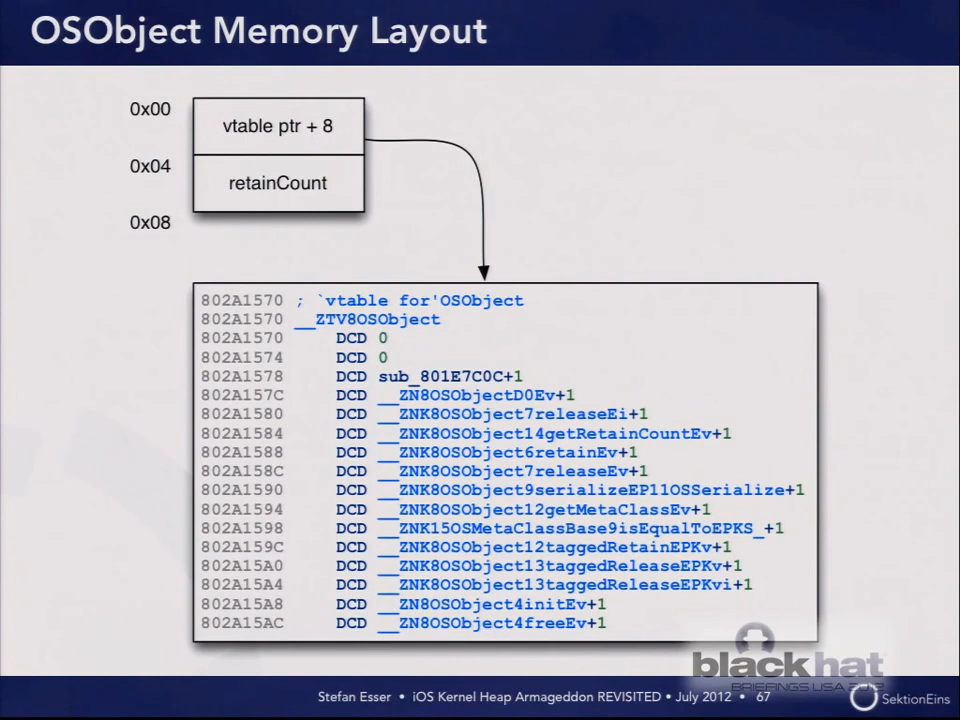 OSObject Memory Layout
0x00
vtable ptr + 8
0x04
retainCount
0x08
802A1570 ; `vtable for'OSObject
802A1570 __ZTV8OSObject
802A1570 DCD 0
802A1574 DCD 0
802A1578 DCD sub_801E7C0C+1
802A157C DCD __ZN8OSObjectD0Ev+1
802A1580 DCD __ZNK8OSObject7releaseEi+1
802A1584 DCD __ZNK8OSObject14getRetainCountEv+1
802A1588 DCD __ZNK8OSObject6retainEv+1
802A158C DCD __ZNK8OSObject7releaseEv+1
802A1590 DCD __ZNK8OSObject9serializeEP11OSSerialize+1
802A1594 DCD __ZNK8OSObject12getMetaClassEv+1
802A1598 DCD __ZNK15OSMetaClassBase9isEqualToEPKS_+1
802A159C DCD __ZNK8OSObject12taggedRetainEPKv+1
802A15A0 DCD __ZNK8OSObject13taggedReleaseEPKv+1
802A15A4 DCD __ZNK8OSObject13taggedReleaseEPKvi+1
802A15A8 DCD __ZN8OSObject4initEv+1
802A15AC DCD __ZN8OSObject4freeEv+1
blackhat
BRIEFINGS USA 2012
Stefan Esser • iOS Kernel Heap Armageddon REVISITED • July 2012 • 67
SektionEins